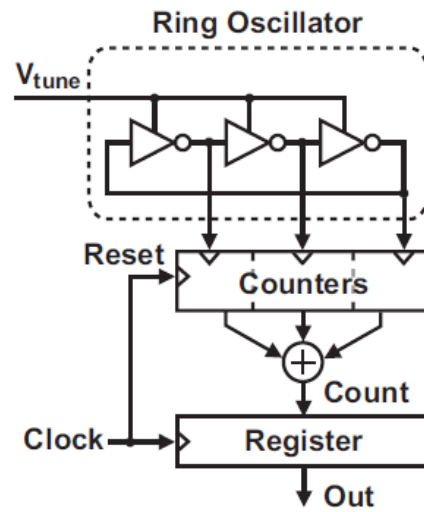 Ring Oscillator
Vtune
Reset
Counters
Count
Clock
Register
Out